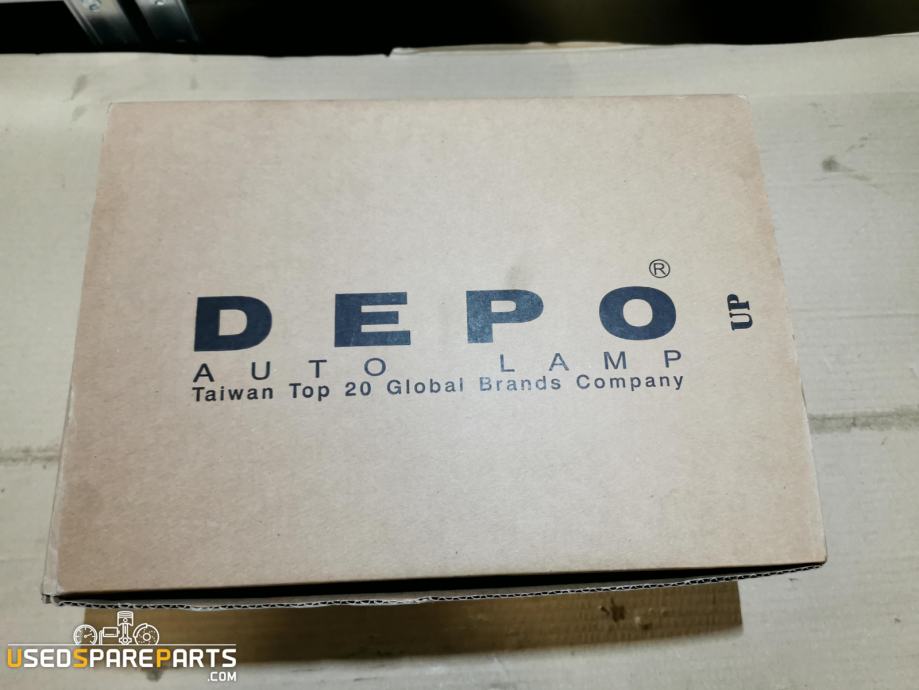 DEPO®
AUTO LAMP
Taiwan Top 20 Global Brands Company
UP
USEDSPAREPARTS
.COM